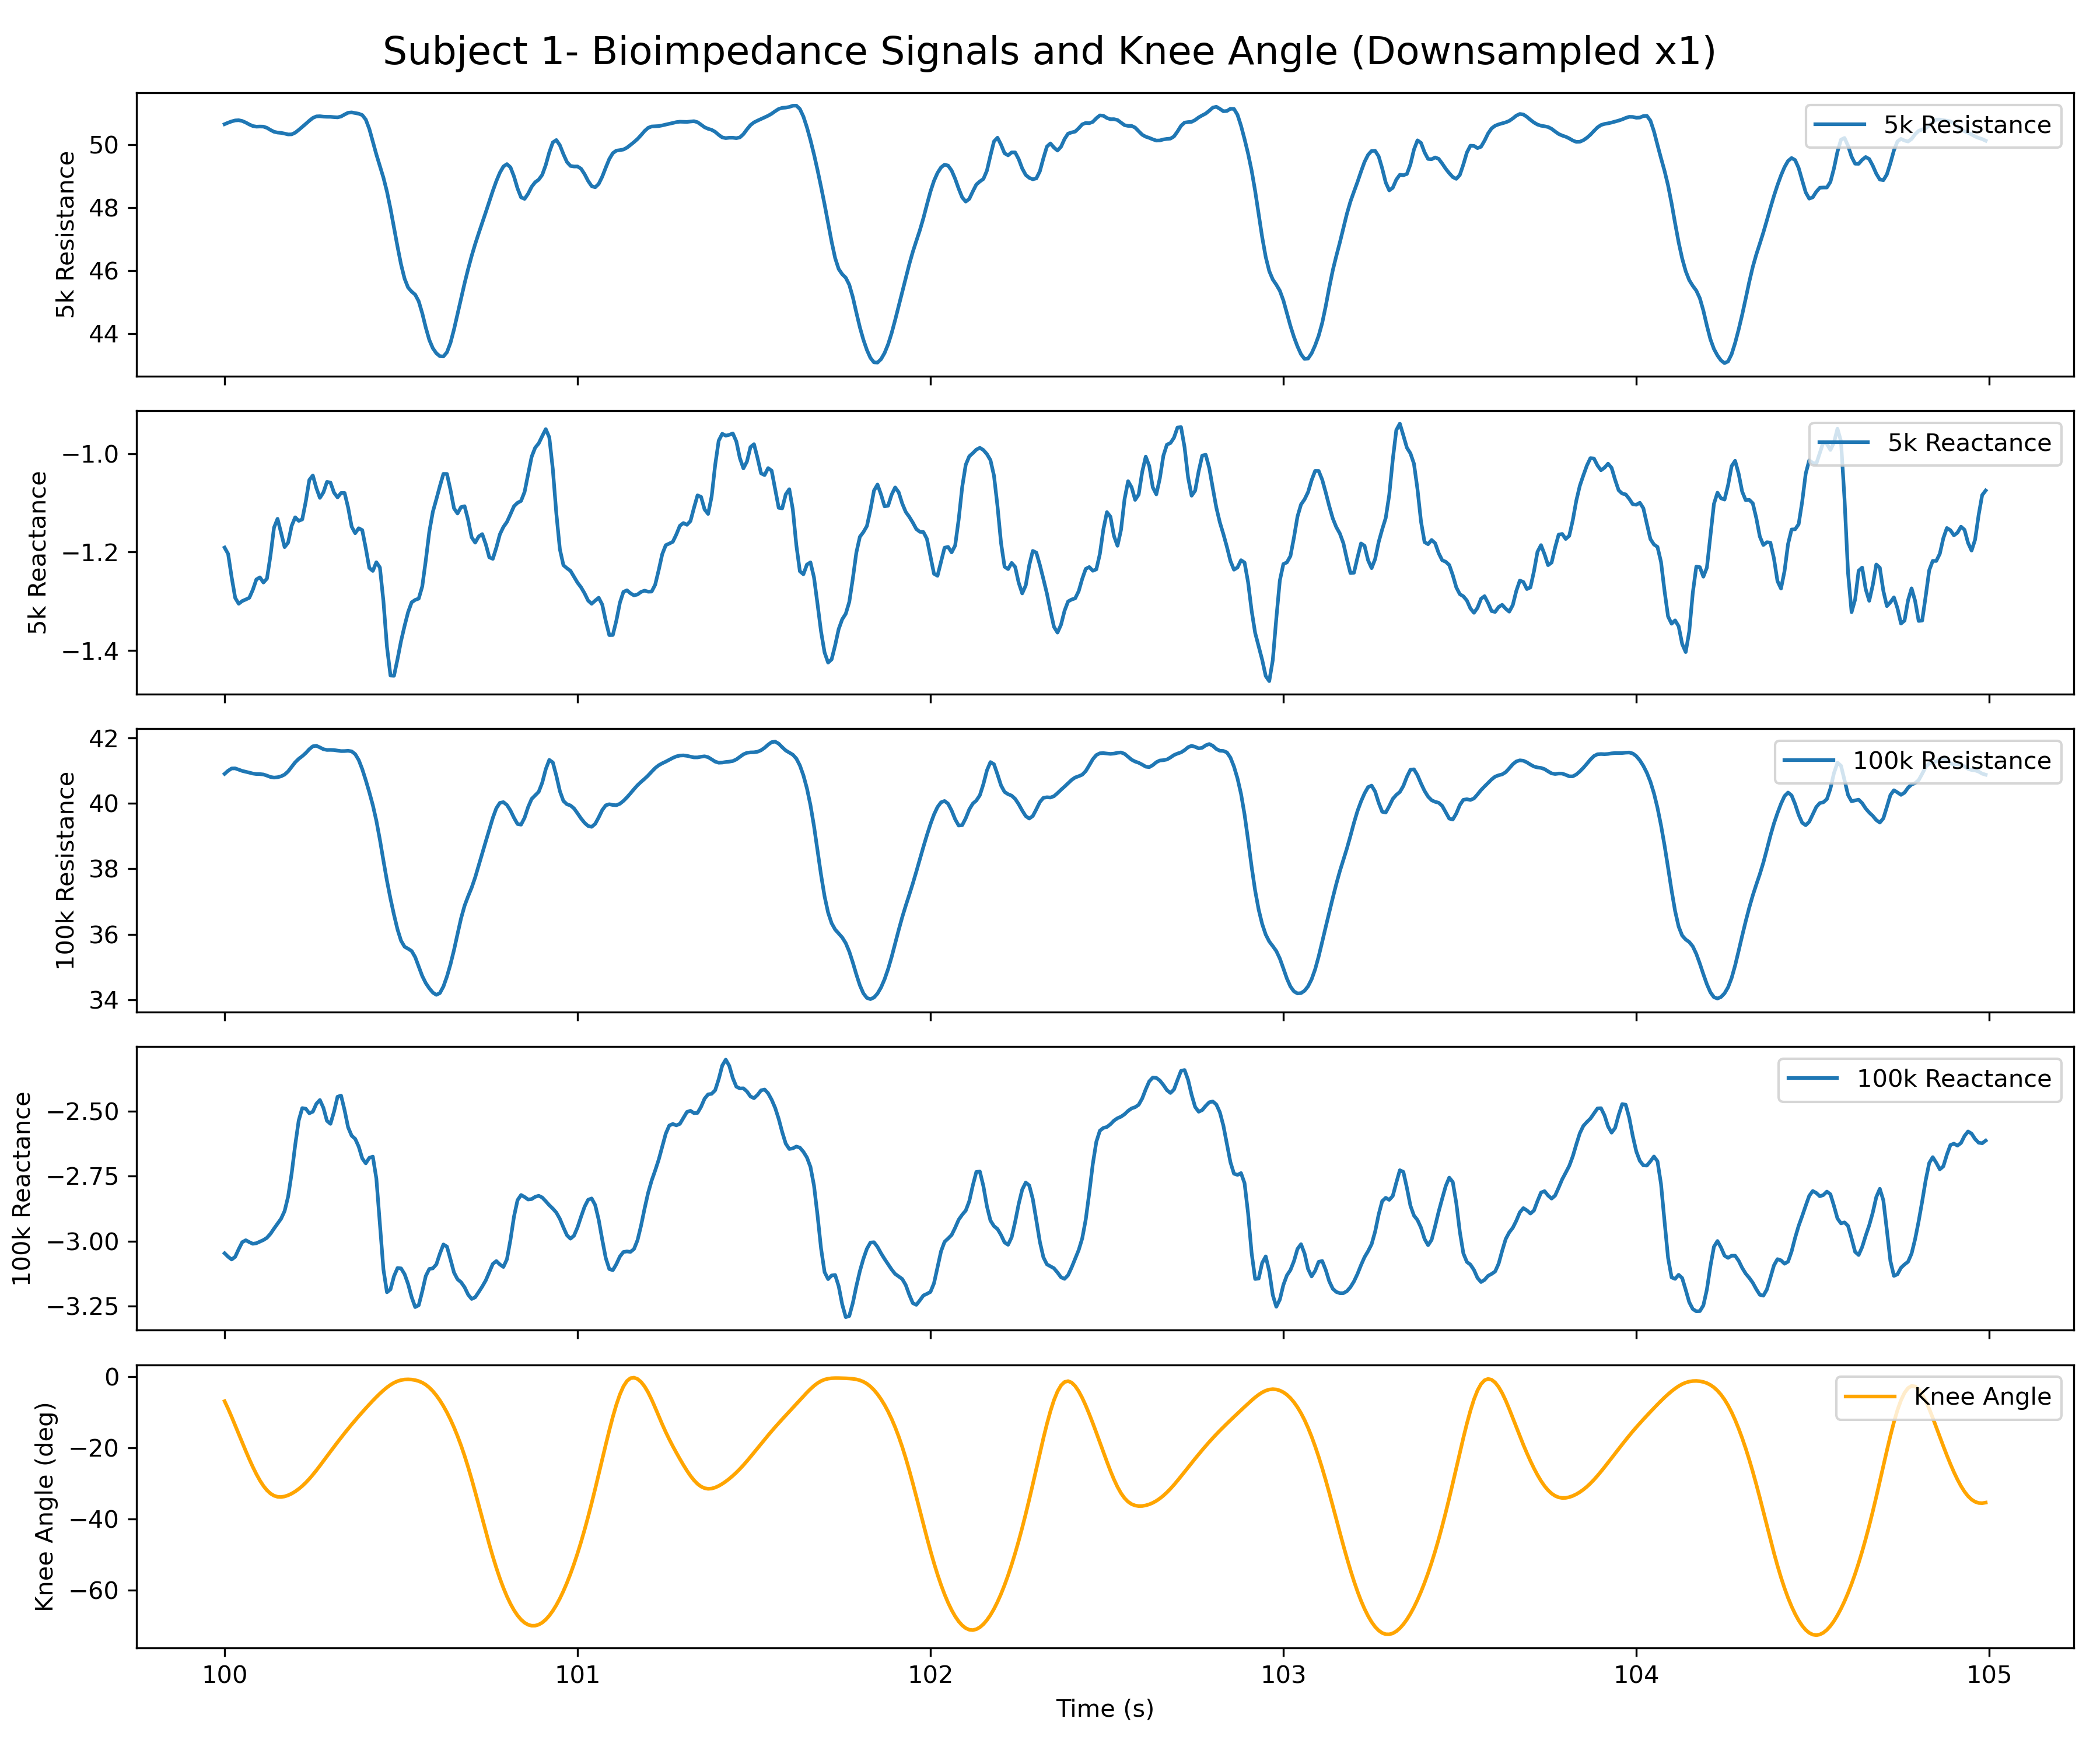 Subject 1- Bioimpedance Signals and Knee Angle (Downsampled x1)
5k Resistance
50
48
46
44
5k Resistance
5k Reactance
−1.0
−1.2
−1.4
5k Reactance
100k Resistance
42
40
38
36
34
100k Resistance
100k Reactance
−2.50
−2.75
−3.00
−3.25
100k Reactance
Knee Angle (deg)
0
−20
−40
−60
Knee Angle
100 101 102 103 104 105
Time (s)